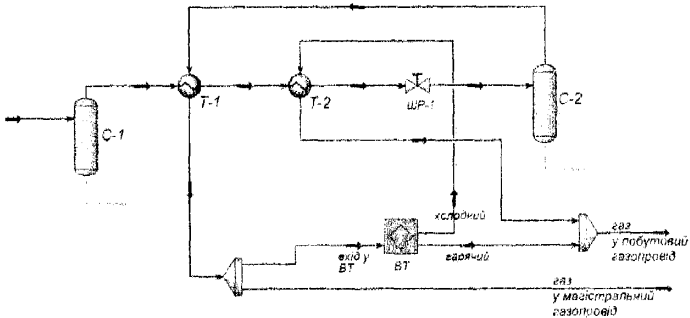 С-1
Т-1
Т-2
ШР-1
С-2
холодний
вхід у
ВТ
ВТ
гарячий
газ
у побутовий
газопровід
газ
у магістральний
газопровід